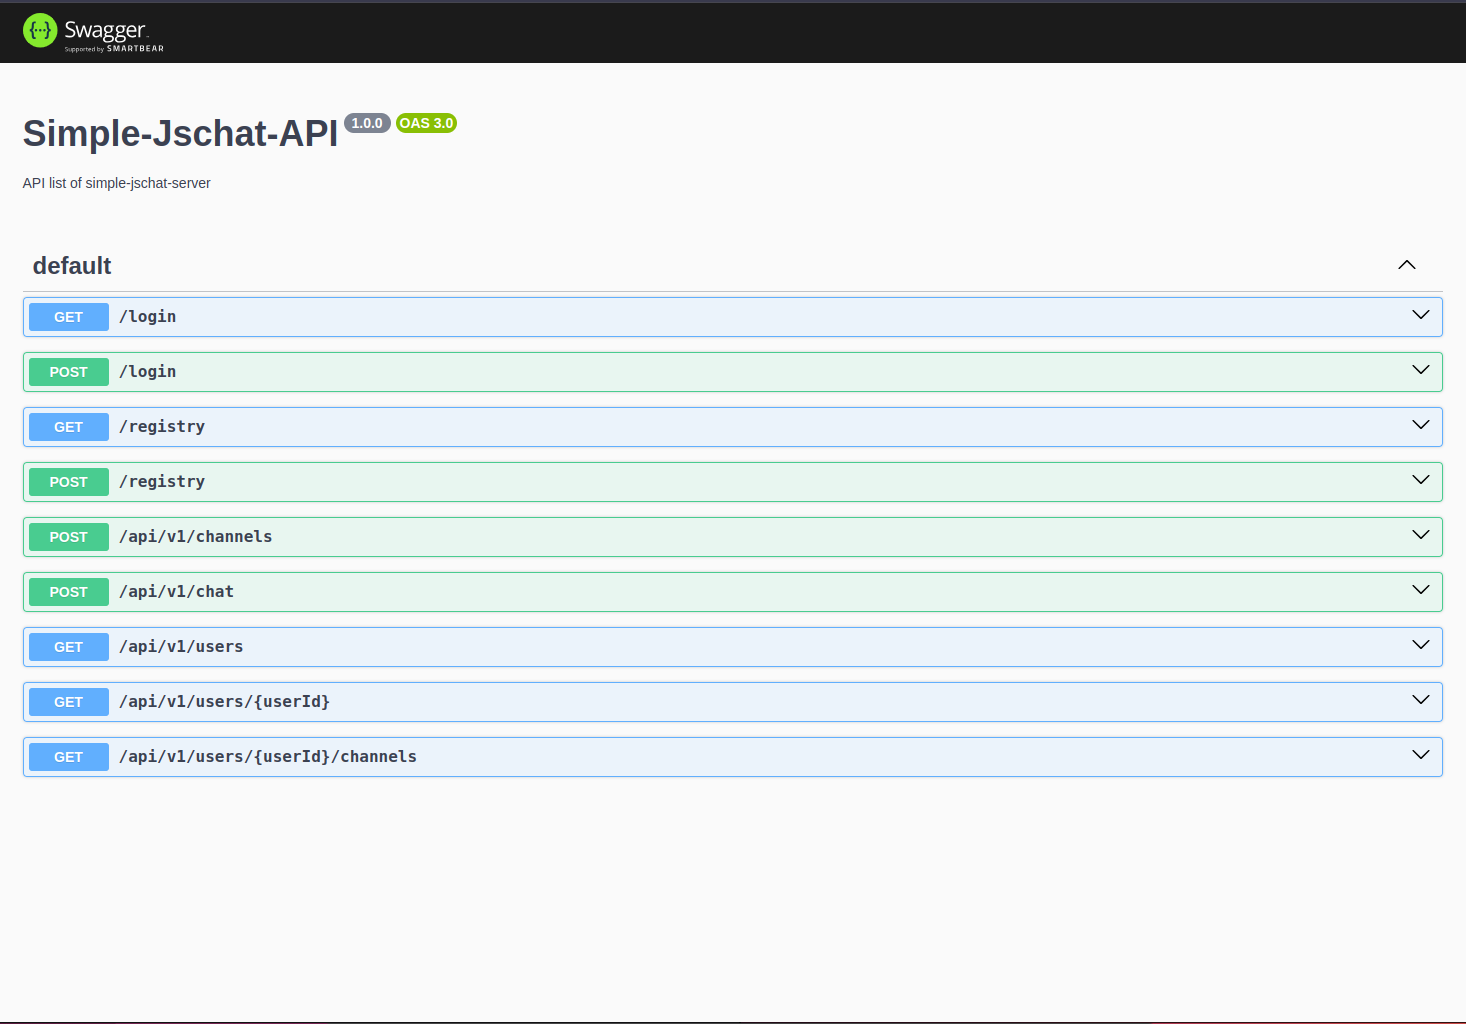 Swagger
Supported by SMARTBEAR
Simple-Jschat-API 1.0.0 OAS 3.0
API list of simple-jschat-server
default
GET /login
POST /login
GET /registry
POST /registry
POST /api/v1/channels
POST /api/v1/chat
GET /api/v1/users
GET /api/v1/users/{userId}
GET /api/v1/users/{userId}/channels